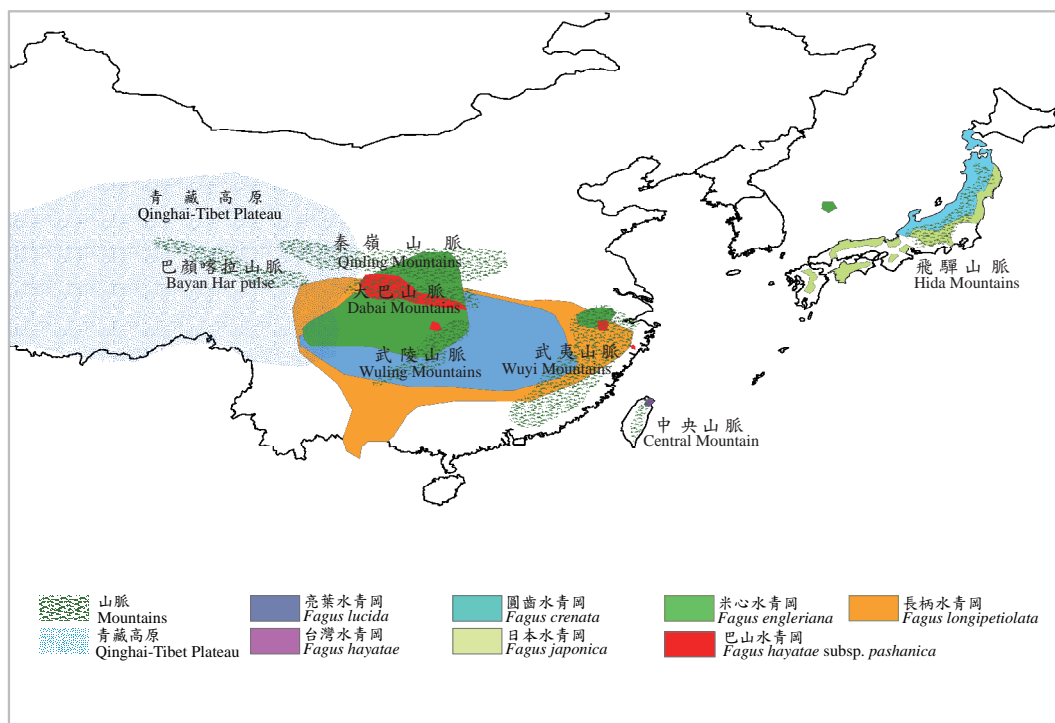 青藏高原
Qinghai-Tibet Plateau
秦嶺山脈
Qinling Mountains
巴顏喀拉山脈
Bayan Har pulse
大巴山脈
Dabai Mountains
飛驒山脈
Hida Mountains
武陵山脈
Wuling Mountains
武夷山脈
Wuyi Mountains
中央山脈
Central Mountain
山脈
Mountains
青藏高原
Qinghai-Tibet Plateau
亮葉水青岡
Fagus lucida
台灣水青岡
Fagus hayatae
圓齒水青岡
Fagus crenata
日本水青岡
Fagus japonica
米心水青岡
Fagus engleriana
巴山水青岡
Fagus hayatae subsp. pashanica
長柄水青岡
Fagus longipetiolata